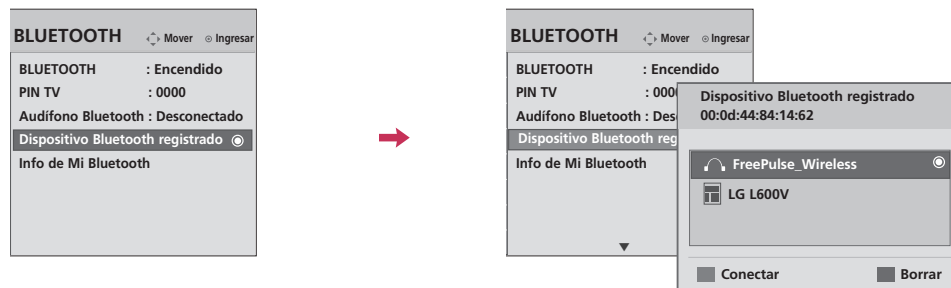 BLUETOOTH Mover Ingresar
BLUETOOTH : Encendido
PIN TV : 0000
Audífono Bluetooth : Desconectado
Dispositivo Bluetooth registrado
Info de Mi Bluetooth
BLUETOOTH Mover Ingresar
BLUETOOTH : Encendido
PIN TV : 000
Audífono Bluetooth : Des
Dispositivo Bluetooth reg
Info de Mi Bluetooth
Dispositivo Bluetooth registrado
00:0d:44:84:14:62
FreePulse_Wireless
LG L600V
Conectar Borrar